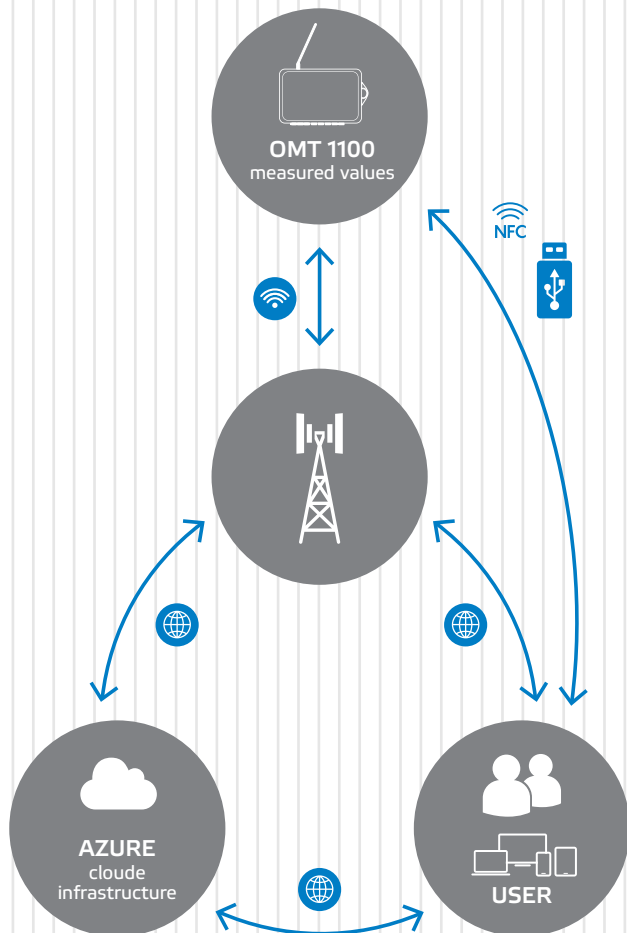 OMT 1100
measured values
NFC
AZURE
cloude
infrastructure
USER